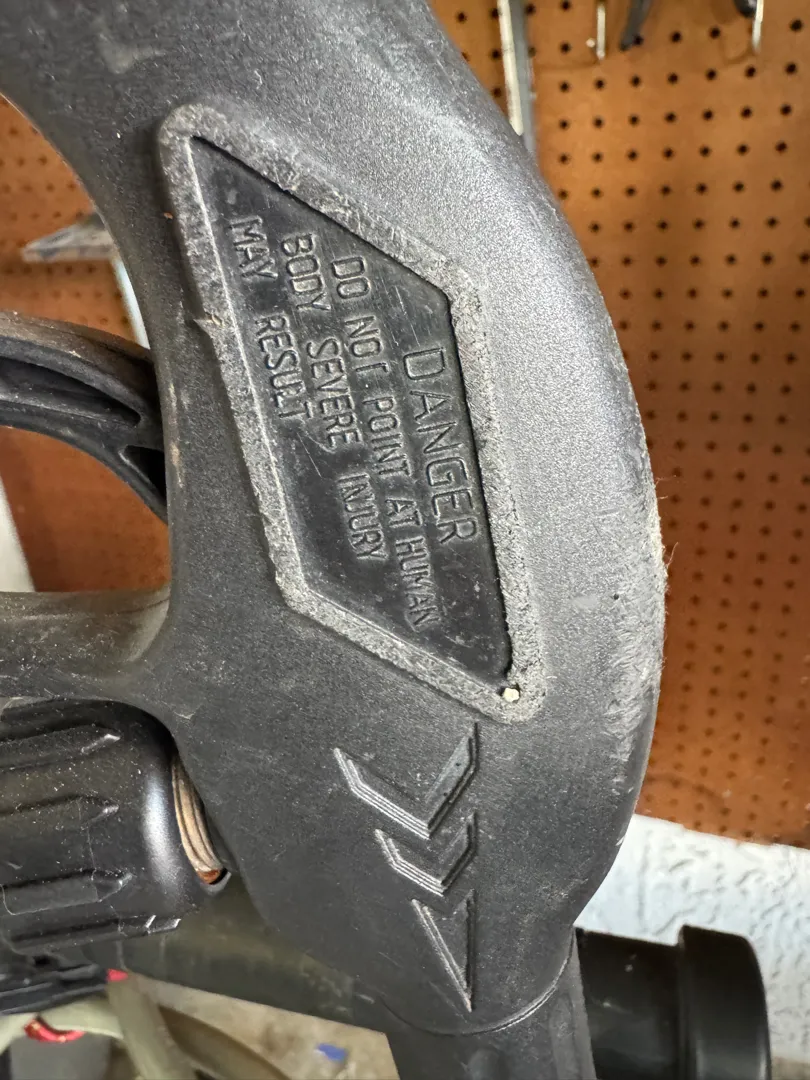 DANGER
DO NOT POINT AT HUMAN
BODY SEVERE INJURY
MAY RESULT